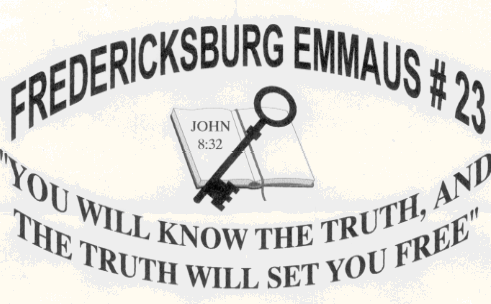 FREDERICKSBURG EMMAUS # 23
JOHN
8:32
"YOU WILL KNOW THE TRUTH, AND
THE TRUTH WILL SET YOU FREE"